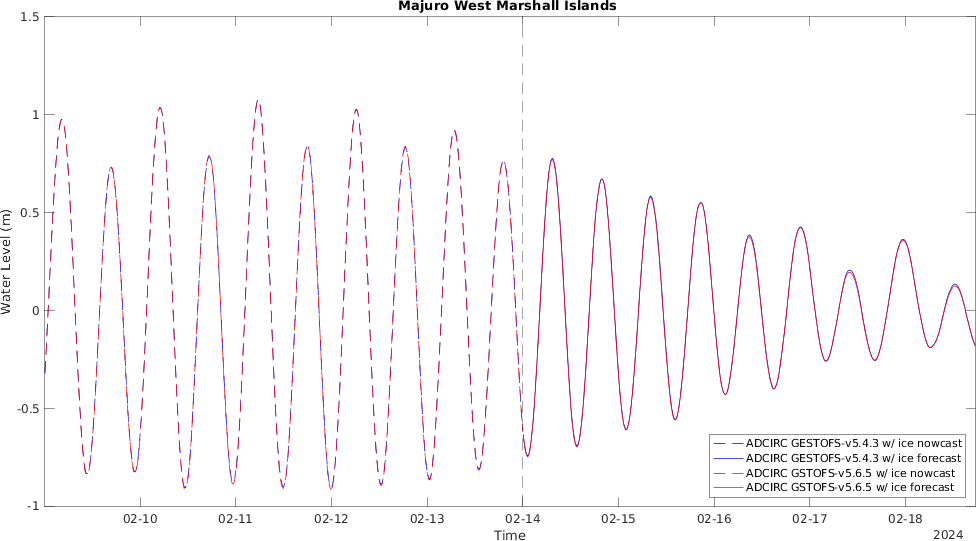 Majuro West Marshall Islands
1.5
1
0.5
0
-0.5
-1
Water Level (m)
ADCIRC GESTOFS-v5.4.3 w/ ice nowcast
ADCIRC GESTOFS-v5.4.3 w/ ice forecast
ADCIRC GSTOFS-v5.6.5 w/ ice nowcast
ADCIRC GSTOFS-v5.6.5 w/ ice forecast
02-10 02-11 02-12 02-13 02-14 02-15 02-16 02-17 02-18
Time
2024